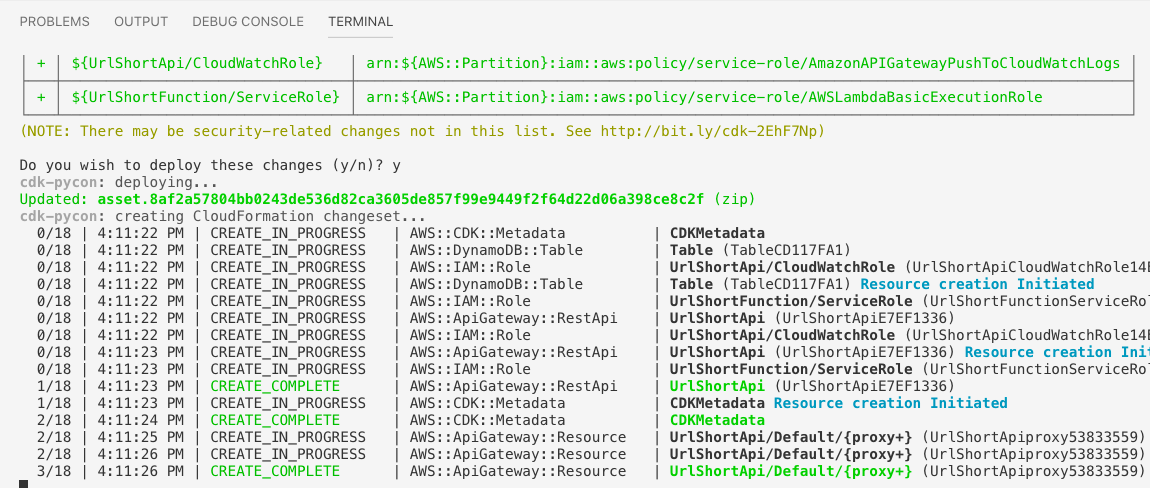 PROBLEMS OUTPUT DEBUG CONSOLE TERMINAL
│ + │ ${UrlShortApi/CloudWatchRole} │ arn:${AWS::Partition}:iam::aws:policy/service-role/AmazonAPIGatewayPushToCloudWatchLogs │
│ + │ ${UrlShortFunction/ServiceRole} │ arn:${AWS::Partition}:iam::aws:policy/service-role/AWSLambdaBasicExecutionRole │
(NOTE: There may be security-related changes not in this list. See http://bit.ly/cdk-2EhF7Np)
Do you wish to deploy these changes (y/n)? y
cdk-pycon: deploying...
Updated: asset.8af2a57804bb0243de536d82ca3605de857f99e9449f2f64d22d06a398ce8c2f (zip)
cdk-pycon: creating CloudFormation changeset...
0/18 | 4:11:22 PM | CREATE_IN_PROGRESS | AWS::CDK::Metadata | CDKMetadata
0/18 | 4:11:22 PM | CREATE_IN_PROGRESS | AWS::DynamoDB::Table | Table (TableCD117FA1)
0/18 | 4:11:22 PM | CREATE_IN_PROGRESS | AWS::IAM::Role | UrlShortApi/CloudWatchRole (UrlShortApiCloudWatchRole14
0/18 | 4:11:22 PM | CREATE_IN_PROGRESS | AWS::DynamoDB::Table | Table (TableCD117FA1) Resource creation Initiated
0/18 | 4:11:22 PM | CREATE_IN_PROGRESS | AWS::IAM::Role | UrlShortFunction/ServiceRole (UrlShortFunctionServiceRol
0/18 | 4:11:22 PM | CREATE_IN_PROGRESS | AWS::ApiGateway::RestApi | UrlShortApi (UrlShortApiE7EF1336)
0/18 | 4:11:22 PM | CREATE_IN_PROGRESS | AWS::IAM::Role | UrlShortApi/CloudWatchRole (UrlShortApiCloudWatchRole14
0/18 | 4:11:23 PM | CREATE_IN_PROGRESS | AWS::ApiGateway::RestApi | UrlShortApi (UrlShortApiE7EF1336) Resource creation Init
0/18 | 4:11:23 PM | CREATE_IN_PROGRESS | AWS::IAM::Role | UrlShortFunction/ServiceRole (UrlShortFunctionServiceRol
1/18 | 4:11:23 PM | CREATE_COMPLETE | AWS::ApiGateway::RestApi | UrlShortApi (UrlShortApiE7EF1336)
1/18 | 4:11:23 PM | CREATE_IN_PROGRESS | AWS::CDK::Metadata | CDKMetadata Resource creation Initiated
2/18 | 4:11:24 PM | CREATE_COMPLETE | AWS::CDK::Metadata | CDKMetadata
2/18 | 4:11:25 PM | CREATE_IN_PROGRESS | AWS::ApiGateway::Resource | UrlShortApi/Default/{proxy+} (UrlShortApiproxy53833559)
2/18 | 4:11:26 PM | CREATE_IN_PROGRESS | AWS::ApiGateway::Resource | UrlShortApi/Default/{proxy+} (UrlShortApiproxy53833559)
3/18 | 4:11:26 PM | CREATE_COMPLETE | AWS::ApiGateway::Resource | UrlShortApi/Default/{proxy+} (UrlShortApiproxy53833559)